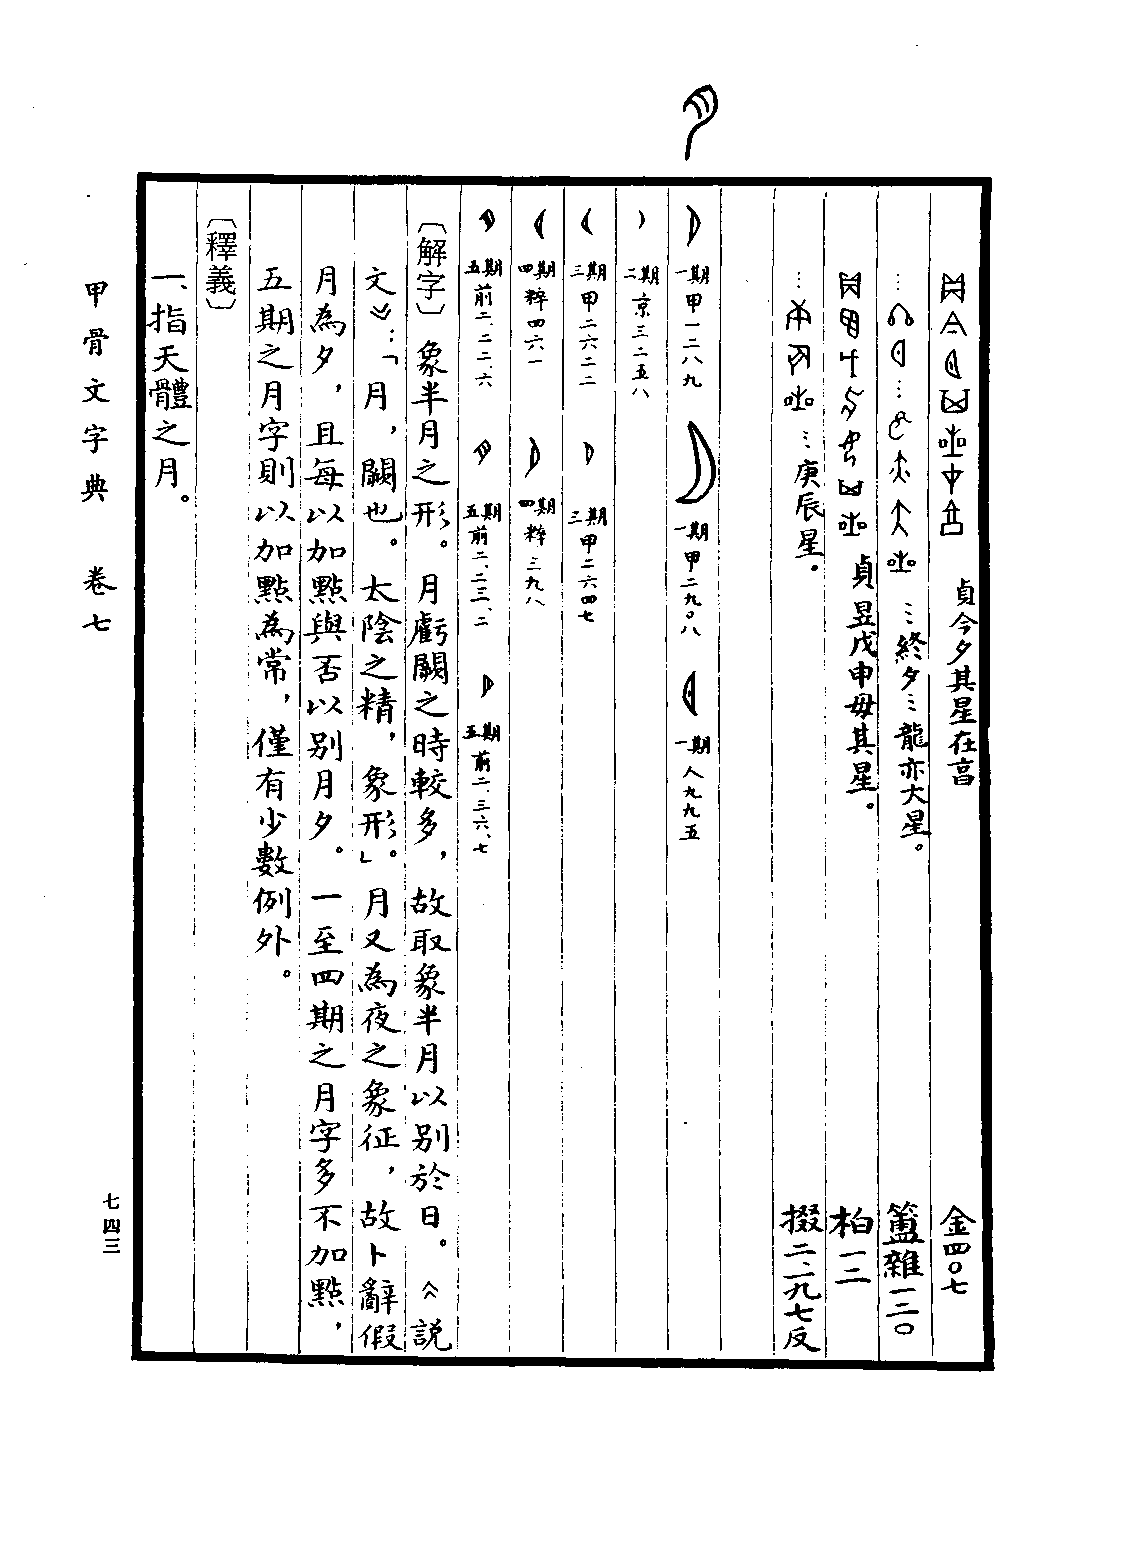 貞今夕其星在㐭 金四〇七
…終夕…龍亦大星。 簠雜一二〇
貞昱戊申毋其星。 柏一二
…庚辰星。 掇二.一九七反
一期甲一二八九 一期甲二九〇八 一期人九九五
二期京三二五八
三期甲二六二二 三期甲二六四七
四期粹四六一 四期粹三九八
五期前二.二二.六 五期前二.二三.二 五期前二.三六.七
〔解字〕象半月之形。月虧闕之時較多,故取象半月以别於日。《說
文》:「月,闕也。太陰之精,象形」。月又為夜之象征,故卜辭假
月為夕,且每以加點與否以别月夕。一至四期之月字多不加點,
五期之月字則以加點為常,僅有少數例外。
〔釋義〕
一、指天體之月。
甲骨文字典 卷七
七四三